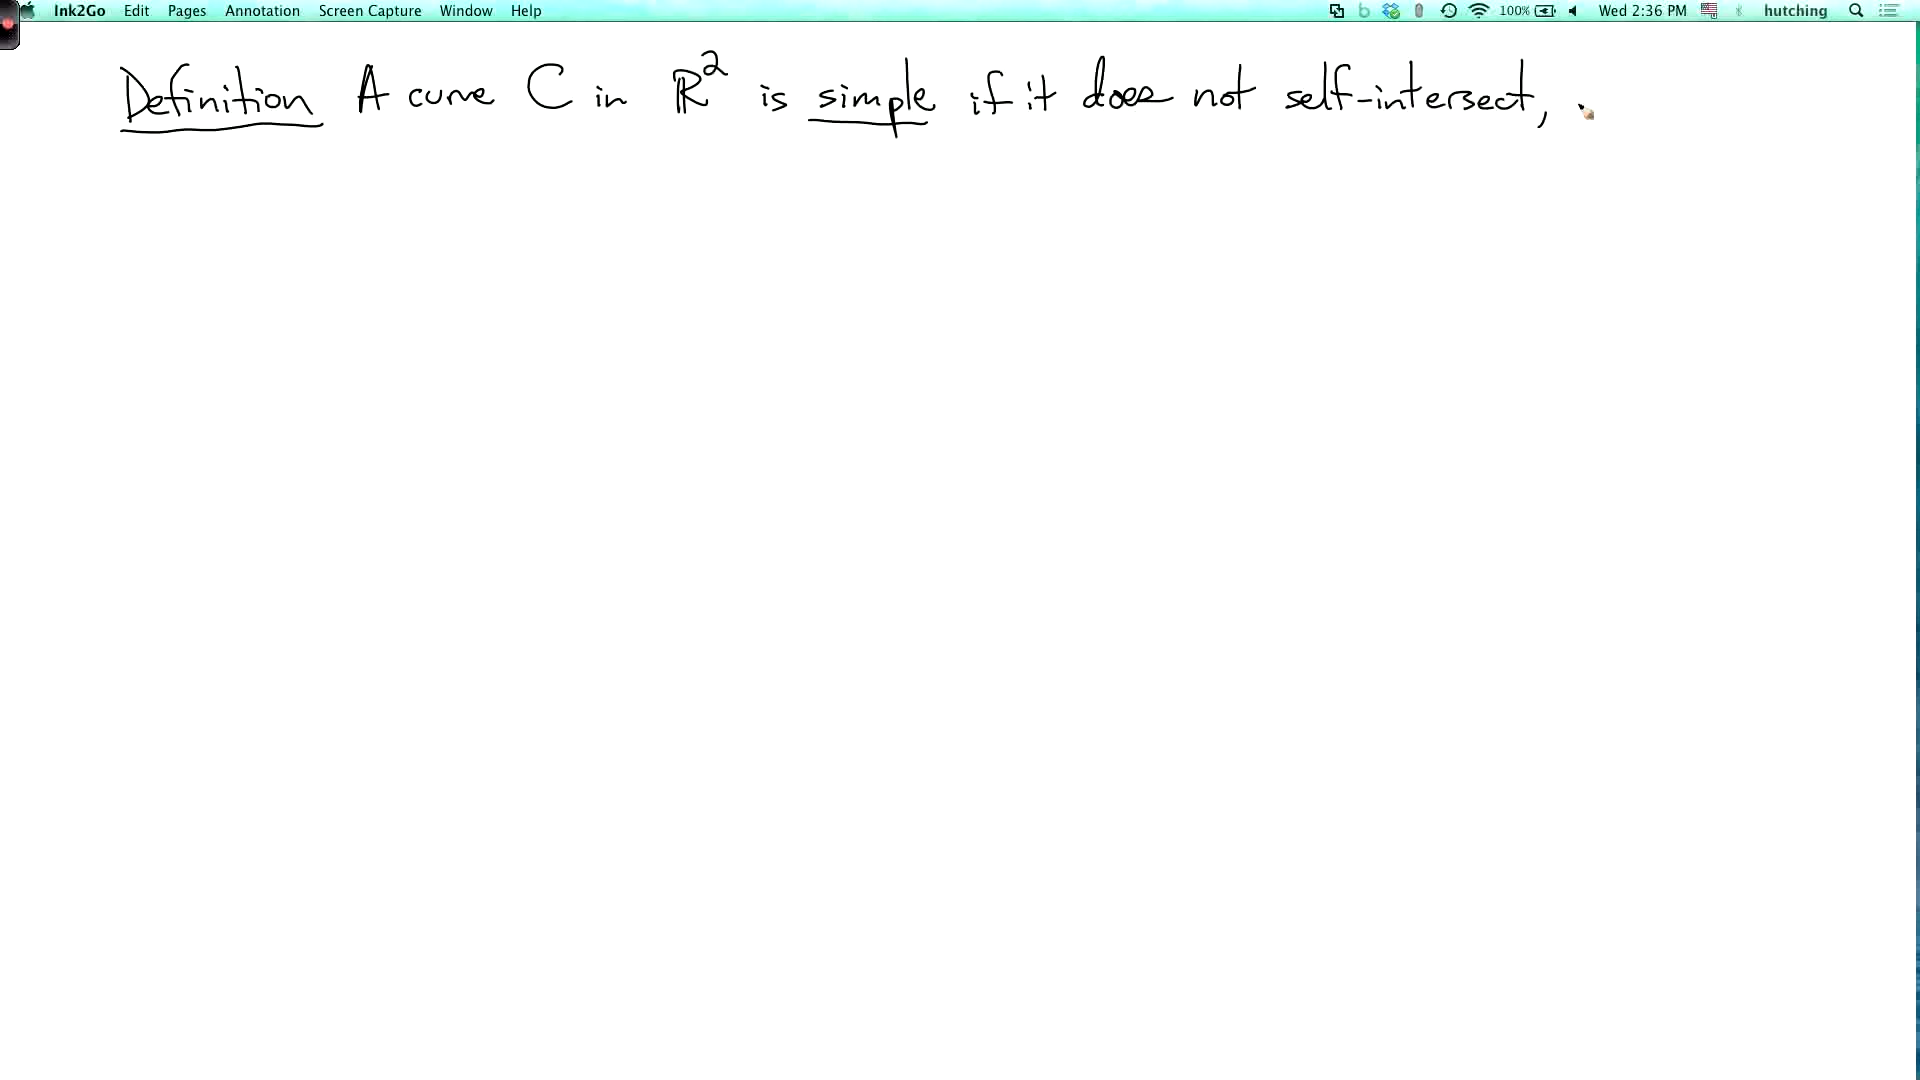 Ink2Go Edit Pages Annotation Screen Capture Window Help 100% Wed 2:36 PM hutching
Definition A curve C in ℝ² is simple if it does not self-intersect,